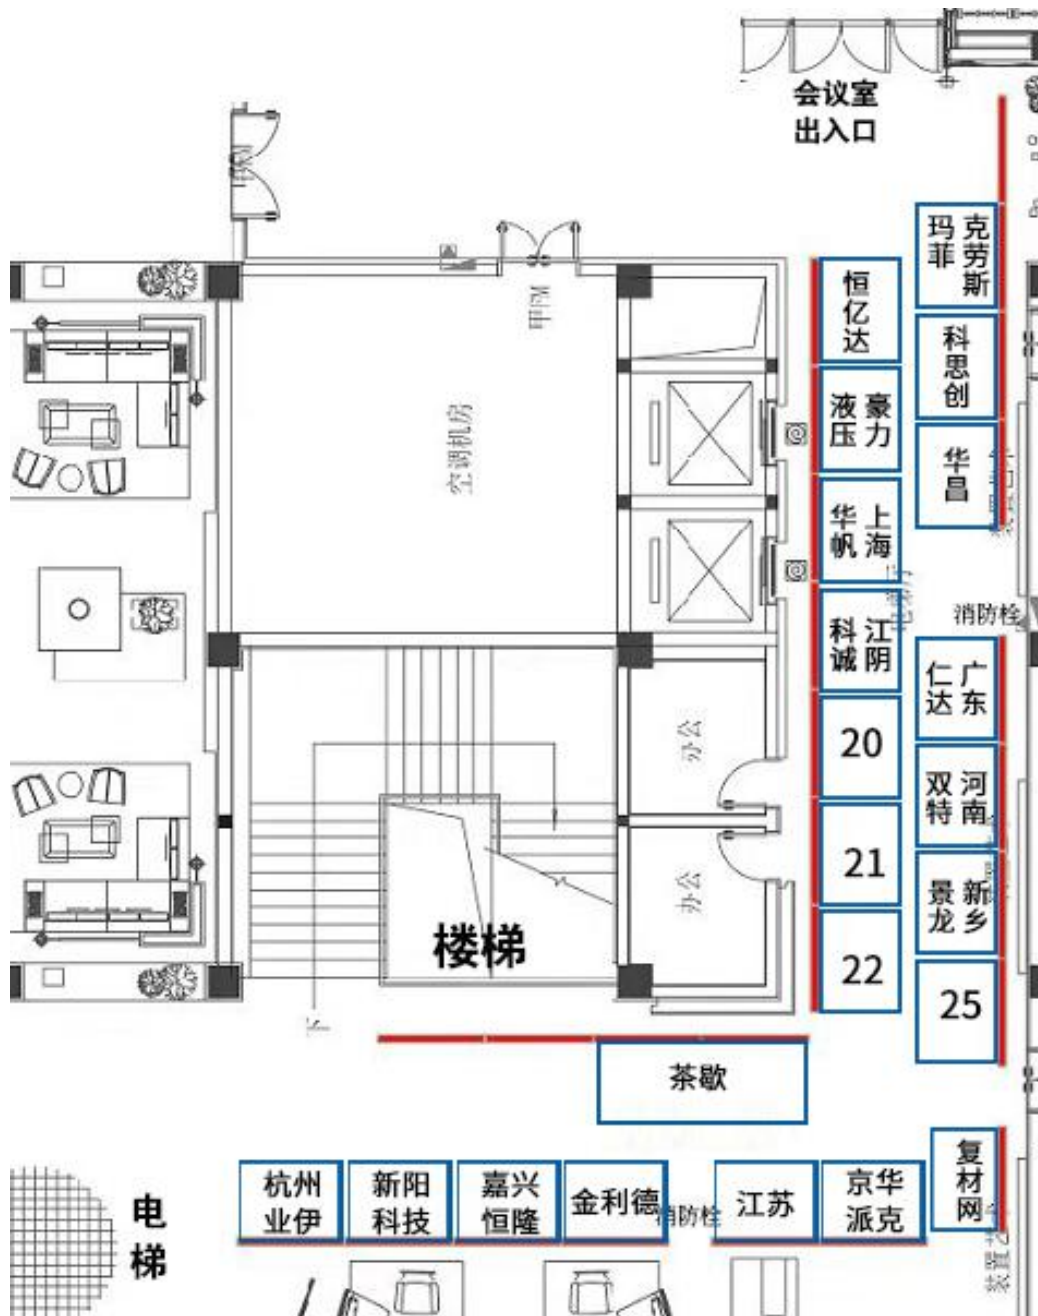 会议室
出入口
甲FM
克劳斯
玛菲
恒亿达
科思创
豪力
液压
空调机房
华昌
上海
华帆
消防栓
江阴
科诚
广东
仁达
20
办公
河南
双特
21
办公
新乡
景龙
楼梯
22
25
下
茶歇
复材网
杭州
业伊
新阳
科技
嘉兴
恒隆
金利德
消防栓
江苏
京华
派克
电
梯